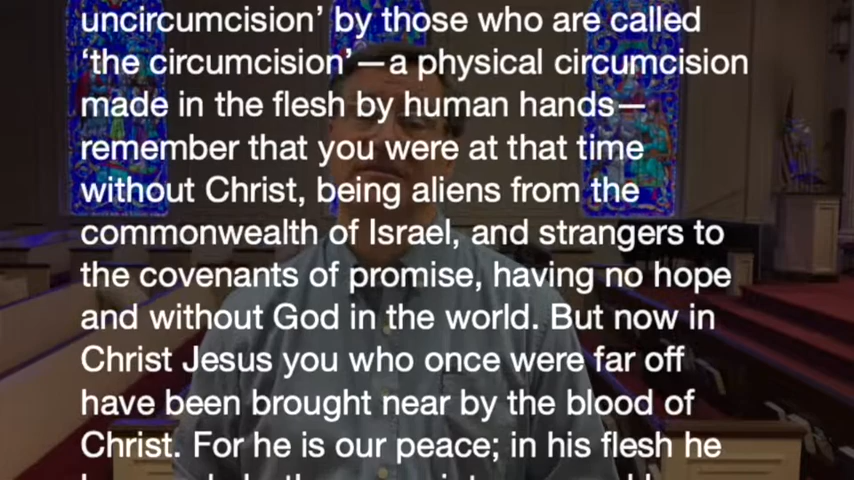 uncircumcision’ by those who are called
‘the circumcision’—a physical circumcision
made in the flesh by human hands—
remember that you were at that time
without Christ, being aliens from the
commonwealth of Israel, and strangers to
the covenants of promise, having no hope
and without God in the world. But now in
Christ Jesus you who once were far off
have been brought near by the blood of
Christ. For he is our peace; in his flesh he